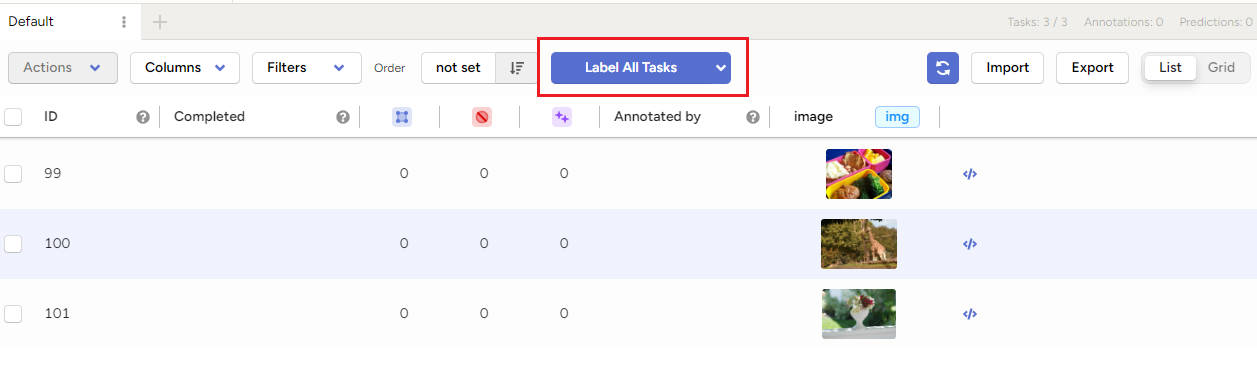 Default Tasks: 3 / 3 Annotations: 0 Predictions: 0
Actions Columns Filters Order not set Label All Tasks Import Export List Grid
ID Completed Annotated by image img
99 0 0 0
100 0 0 0
101 0 0 0